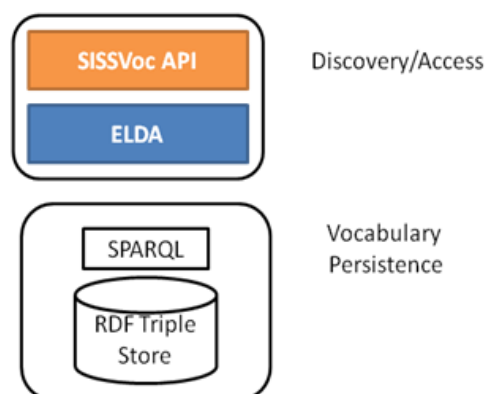 SISSVoc API
Discovery/Access
ELDA
Vocabulary
Persistence
SPARQL
RDF Triple
Store